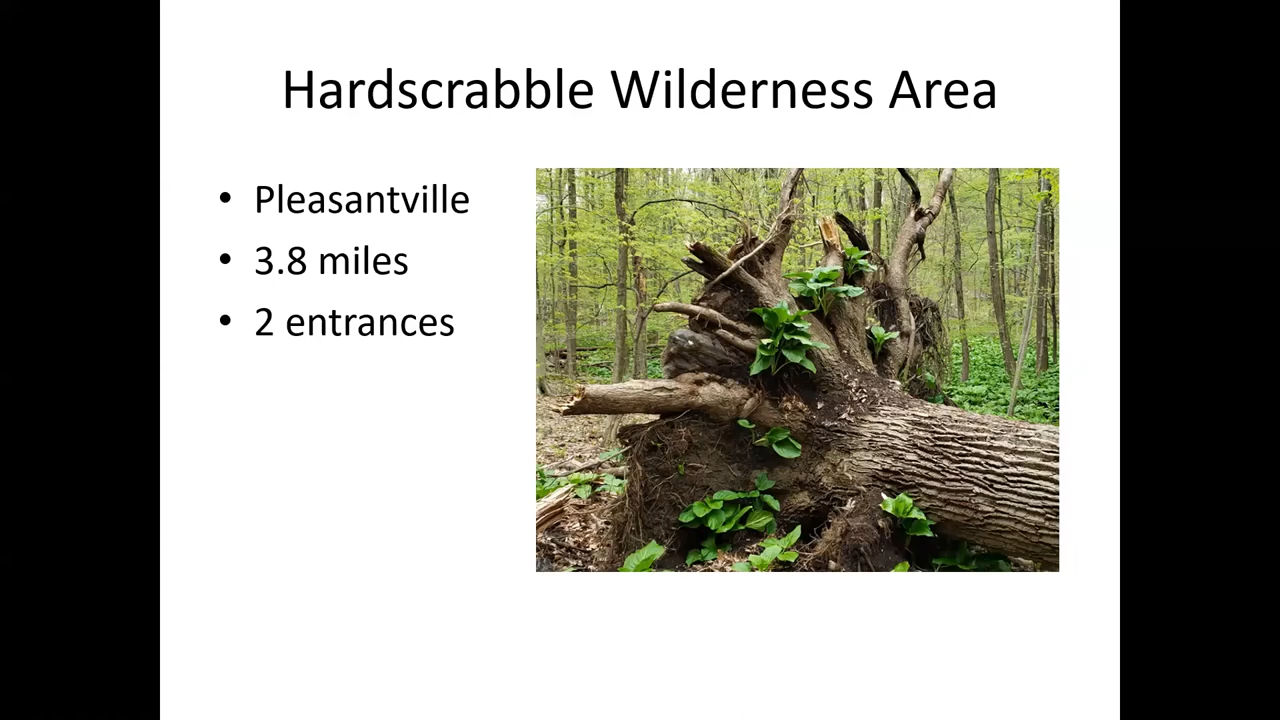 Hardscrabble Wilderness Area
• Pleasantville
• 3.8 miles
• 2 entrances